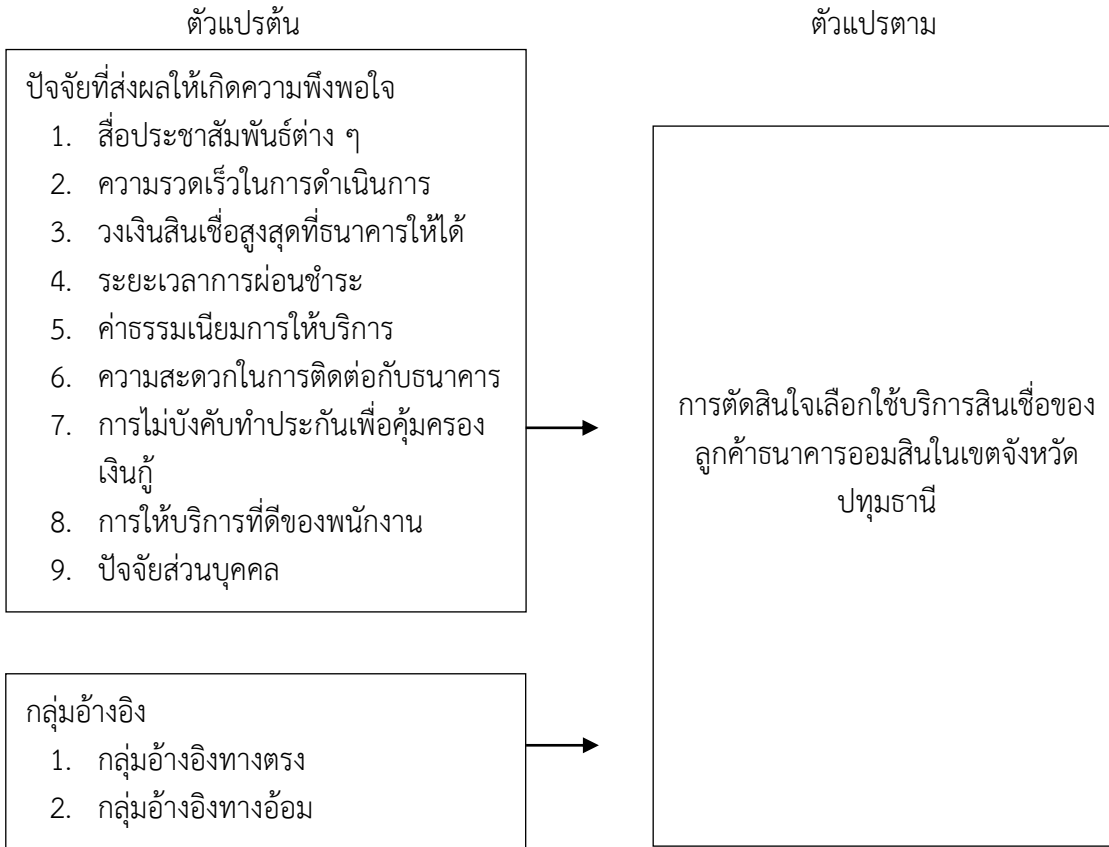 ตัวแปรต้น
ตัวแปรตาม
ปัจจัยที่ส่งผลให้เกิดความพึงพอใจ
1. สื่อประชาสัมพันธ์ต่าง ๆ
2. ความรวดเร็วในการดำเนินการ
3. วงเงินสินเชื่อสูงสุดที่ธนาคารให้ได้
4. ระยะเวลาการผ่อนชำระ
5. ค่าธรรมเนียมการให้บริการ
6. ความสะดวกในการติดต่อกับธนาคาร
7. การไม่บังคับทำประกันเพื่อคุ้มครอง
เงินกู้
8. การให้บริการที่ดีของพนักงาน
9. ปัจจัยส่วนบุคคล
กลุ่มอ้างอิง
1. กลุ่มอ้างอิงทางตรง
2. กลุ่มอ้างอิงทางอ้อม
การตัดสินใจเลือกใช้บริการสินเชื่อของ
ลูกค้าธนาคารออมสินในเขตจังหวัด
ปทุมธานี